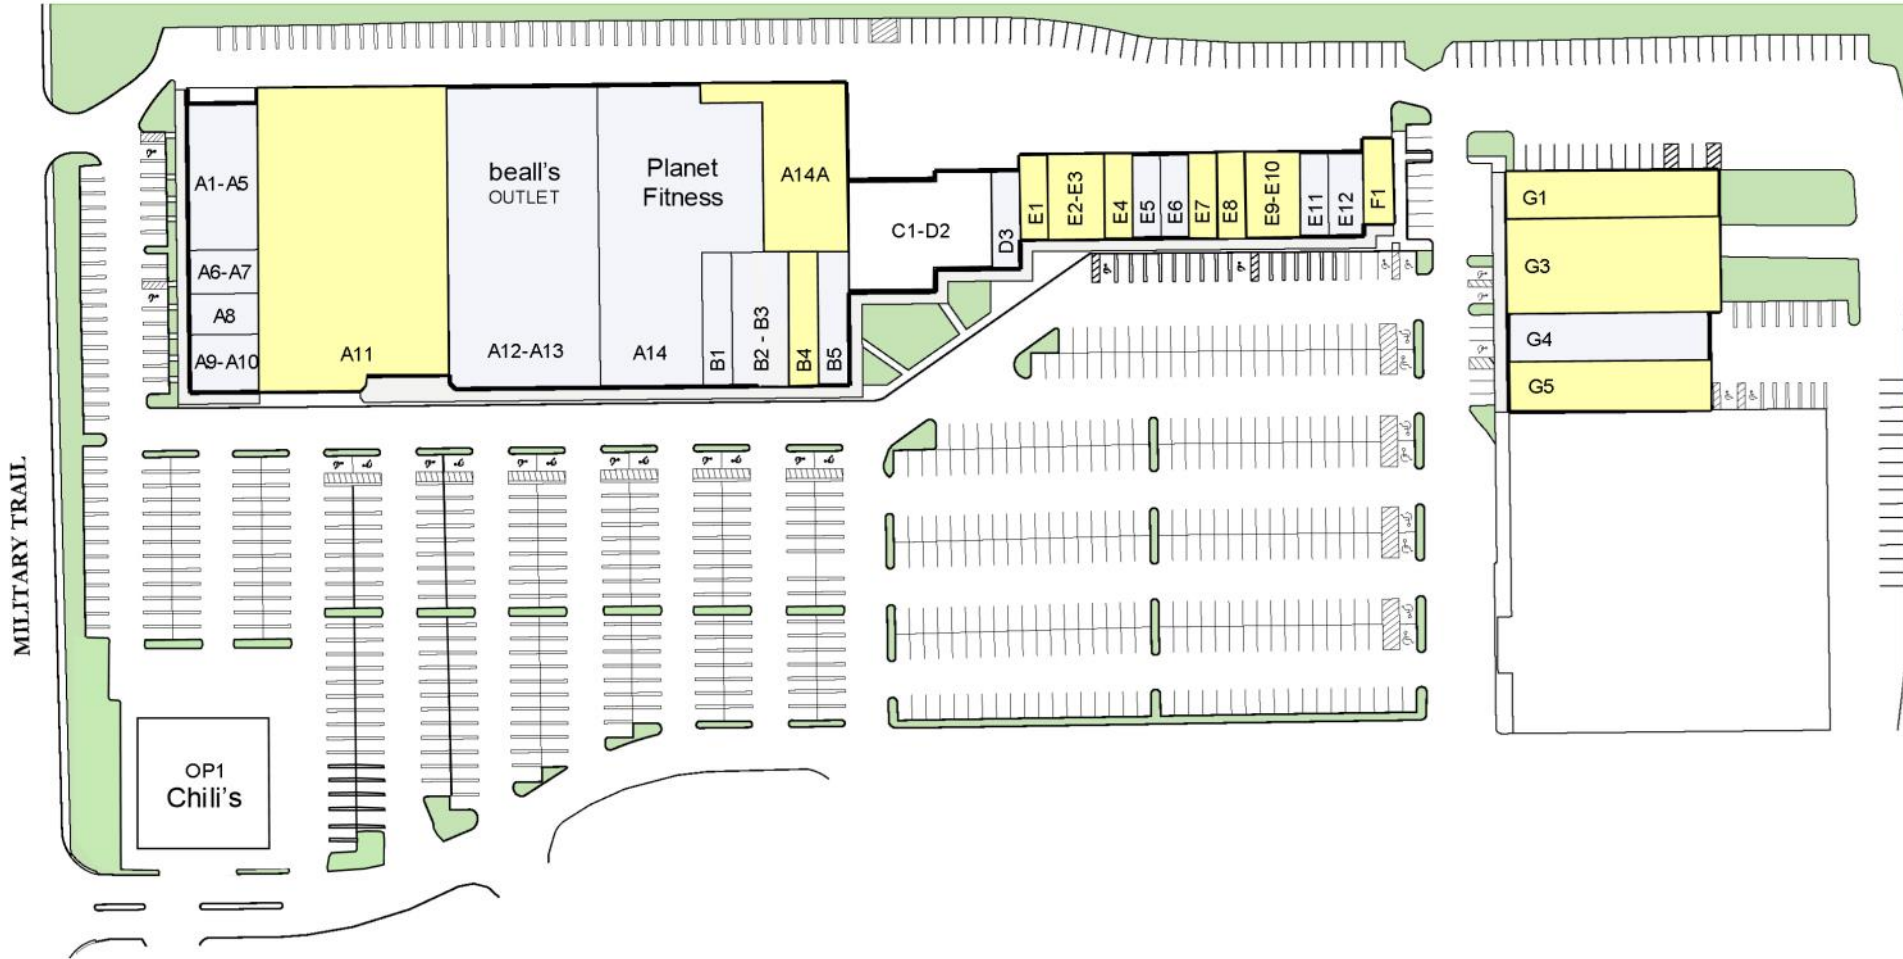 A1-A5
A6-A7
A8
A9-A10
A11
beall's
OUTLET
A12-A13
Planet
Fitness
A14
A14A
B1
B2 - B3
B4
B5
C1-D2
D3
E1
E2-E3
E4
E5
E6
E7
E8
E9-E10
E11
E12
F1
G1
G3
G4
G5
MILITARY TRAIL
OP1
Chili's